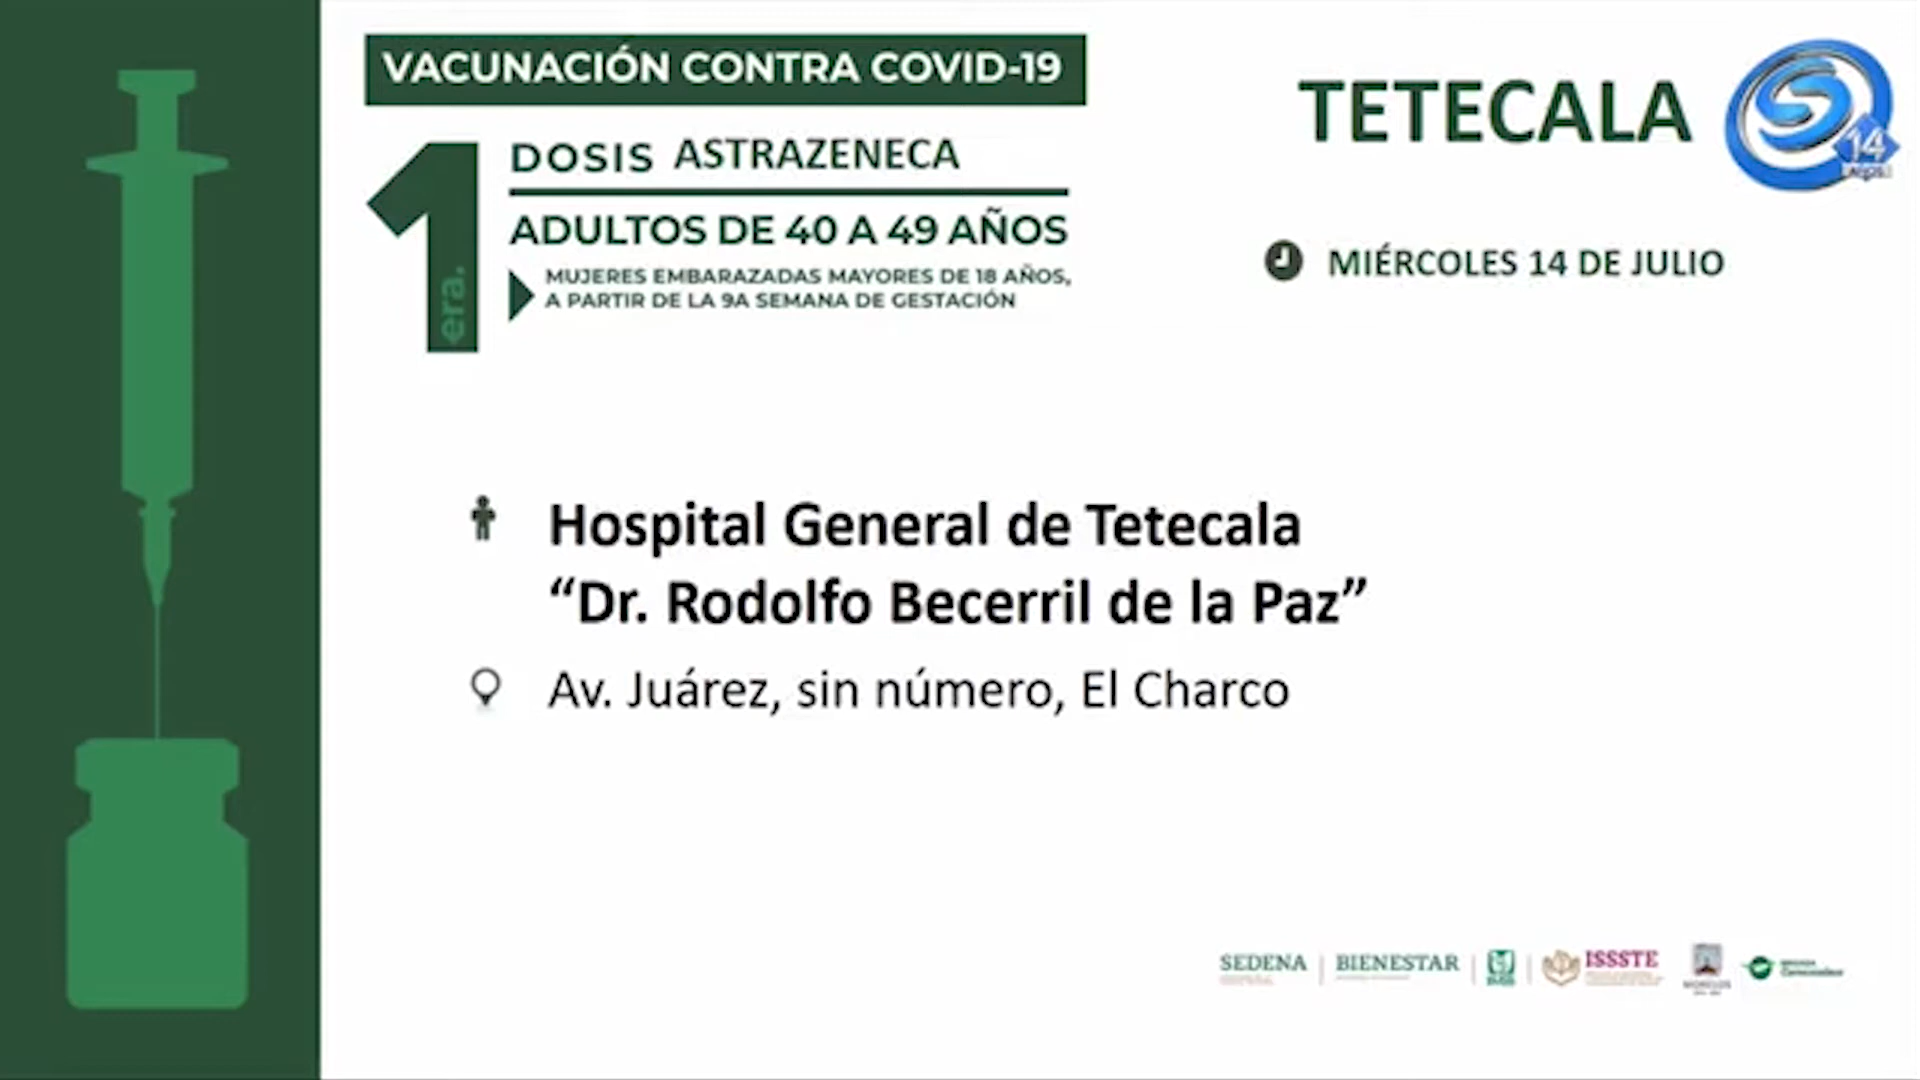 VACUNACIÓN CONTRA COVID-19
TETECALA
14
1
era.
DOSIS ASTRAZENECA
ADULTOS DE 40 A 49 AÑOS
MUJERES EMBARAZADAS MAYORES DE 18 AÑOS,
A PARTIR DE LA 9A SEMANA DE GESTACIÓN
MIÉRCOLES 14 DE JULIO
Hospital General de Tetecala
“Dr. Rodolfo Becerril de la Paz”
Av. Juárez, sin número, El Charco
SEDENA
BIENESTAR
IMSS
ISSSTE
MORELOS